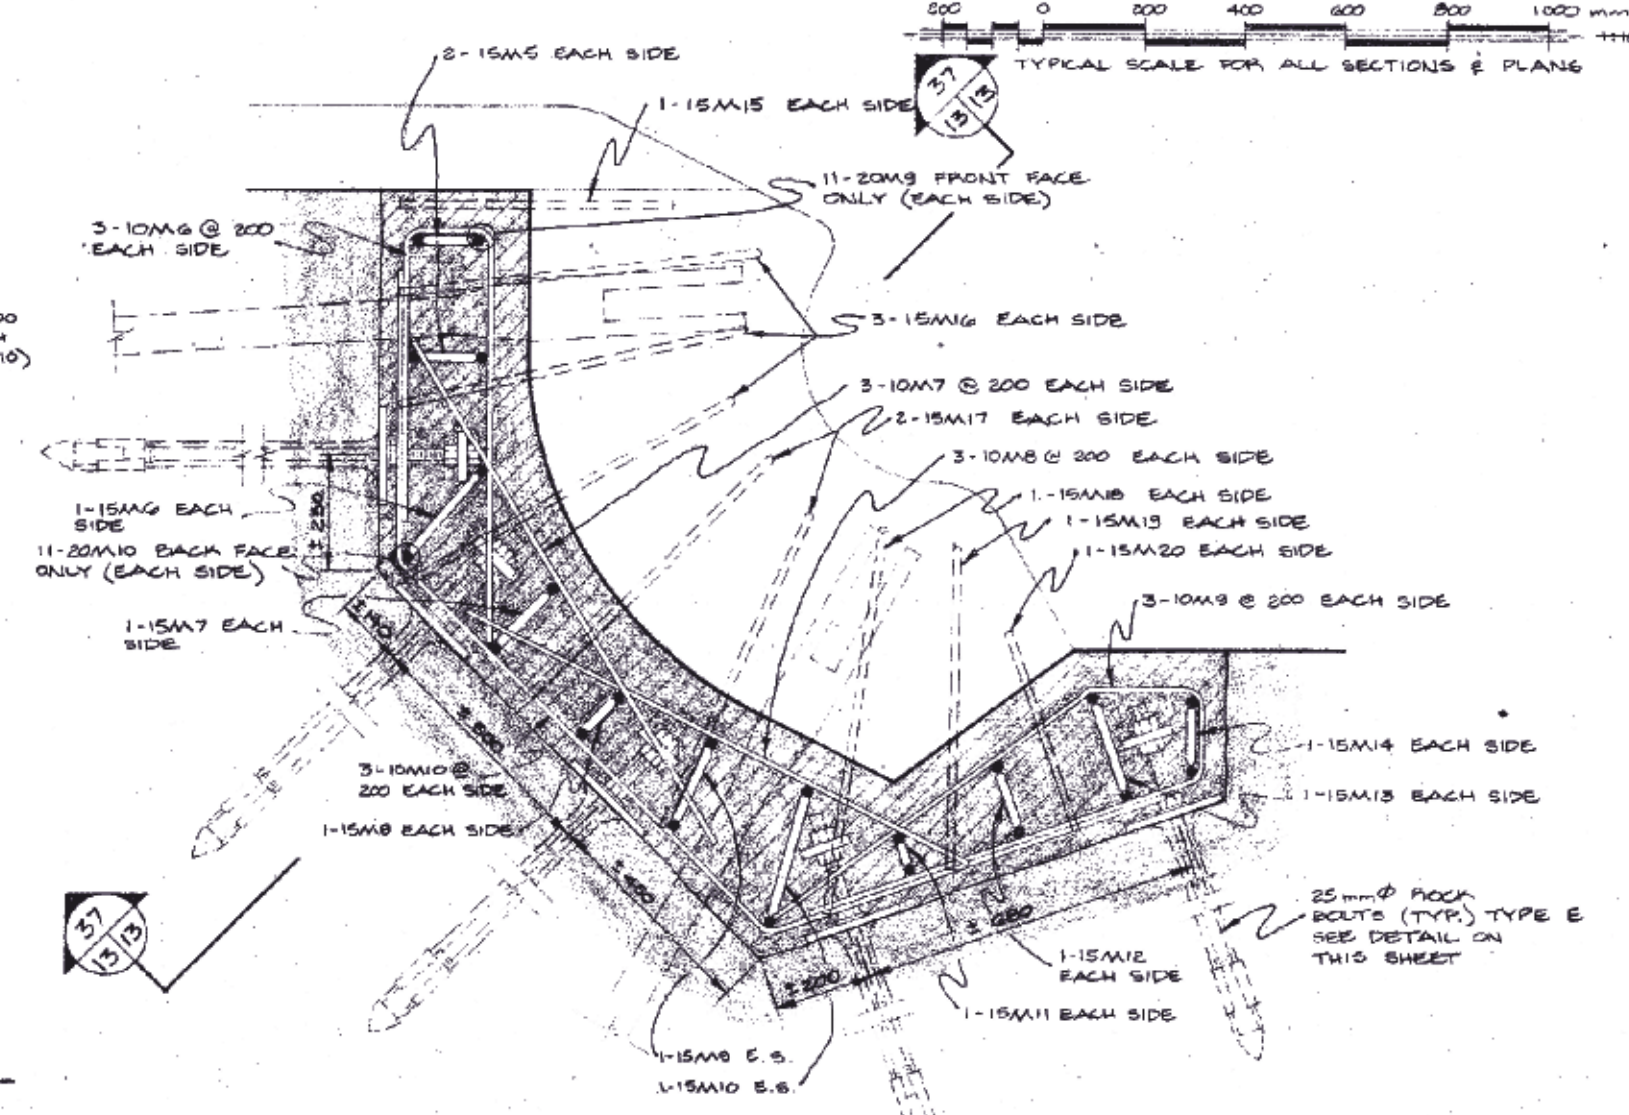 200 0 200 400 600 800 1000 mm
TYPICAL SCALE FOR ALL SECTIONS & PLANS
37
13
13
2-15M5 EACH SIDE
1-15M15 EACH SIDE
11-20M9 FRONT FACE
ONLY (EACH SIDE)
3-10M6 @ 200
EACH SIDE
3-15M16 EACH SIDE
3-10M7 @ 200 EACH SIDE
2-15M17 EACH SIDE
3-10M8 @ 200 EACH SIDE
1-15M18 EACH SIDE
1-15M19 EACH SIDE
1-15M20 EACH SIDE
3-10M9 @ 200 EACH SIDE
1-15M6 EACH
SIDE
± 250
11-20M10 BACK FACE
ONLY (EACH SIDE)
1-15M7 EACH
SIDE
± 140
± 500
3-10M10 @
200 EACH SIDE
1-15M8 EACH SIDE
± 450
1-15M14 EACH SIDE
1-15M13 EACH SIDE
25 mm Φ ROCK
BOLTS (TYP.) TYPE E
SEE DETAIL ON
THIS SHEET
± 680
± 200
1-15M12
EACH SIDE
1-15M11 EACH SIDE
1-15M9 E.S.
1-15M10 E.S.
37
13
13